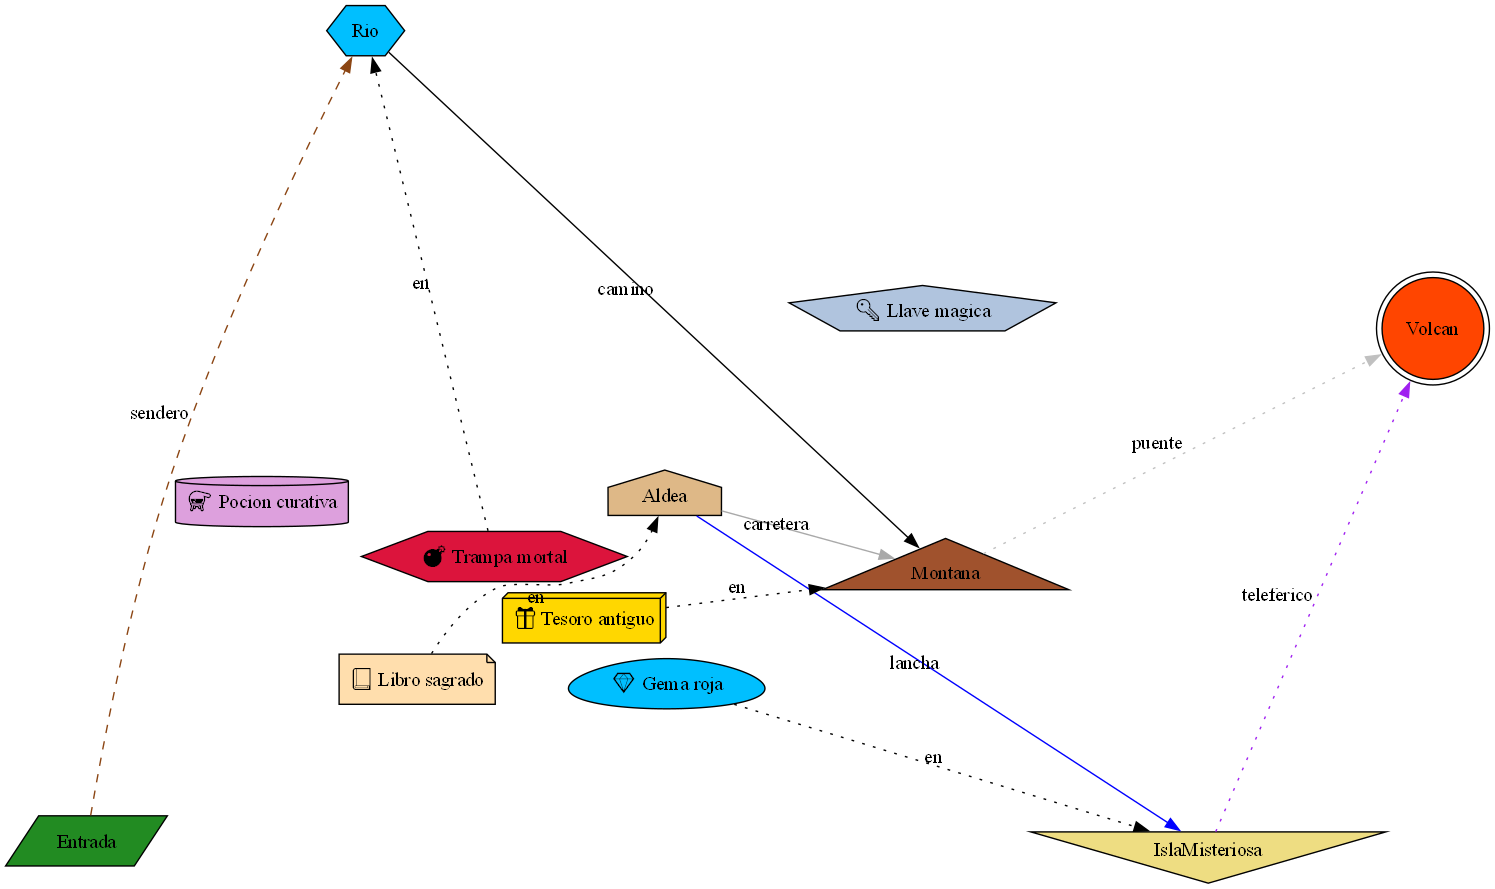 Rio
en
camino
Llave magica
Volcan
sendero
puente
Pocion curativa
Aldea
carretera
Trampa mortal
Montana
en
en
teleferico
Tesoro antiguo
lancha
Libro sagrado
Gema roja
en
Entrada
IslaMisteriosa